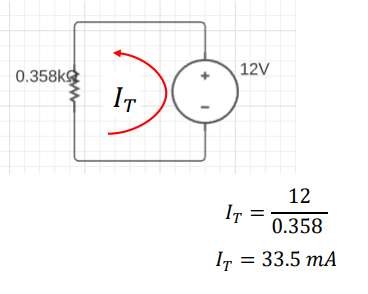 0.358kΩ
12V
+
I_T
-
I_T = 12/0.358
I_T = 33.5 mA